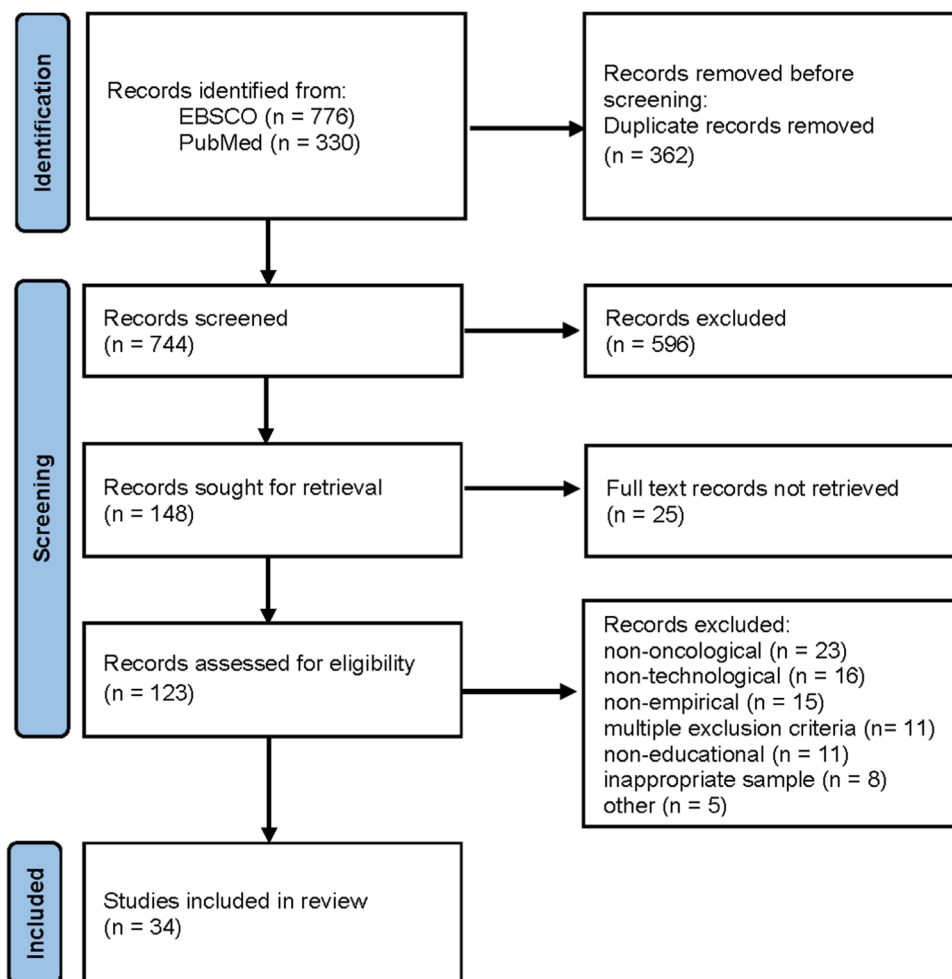 Identification
Records identified from:
EBSCO (n = 776)
PubMed (n = 330)
Records removed before
screening:
Duplicate records removed
(n = 362)
Screening
Records screened
(n = 744)
Records excluded
(n = 596)
Records sought for retrieval
(n = 148)
Full text records not retrieved
(n = 25)
Records assessed for eligibility
(n = 123)
Records excluded:
non-oncological (n = 23)
non-technological (n = 16)
non-empirical (n = 15)
multiple exclusion criteria (n= 11)
non-educational (n = 11)
inappropriate sample (n = 8)
other (n = 5)
Included
Studies included in review
(n = 34)